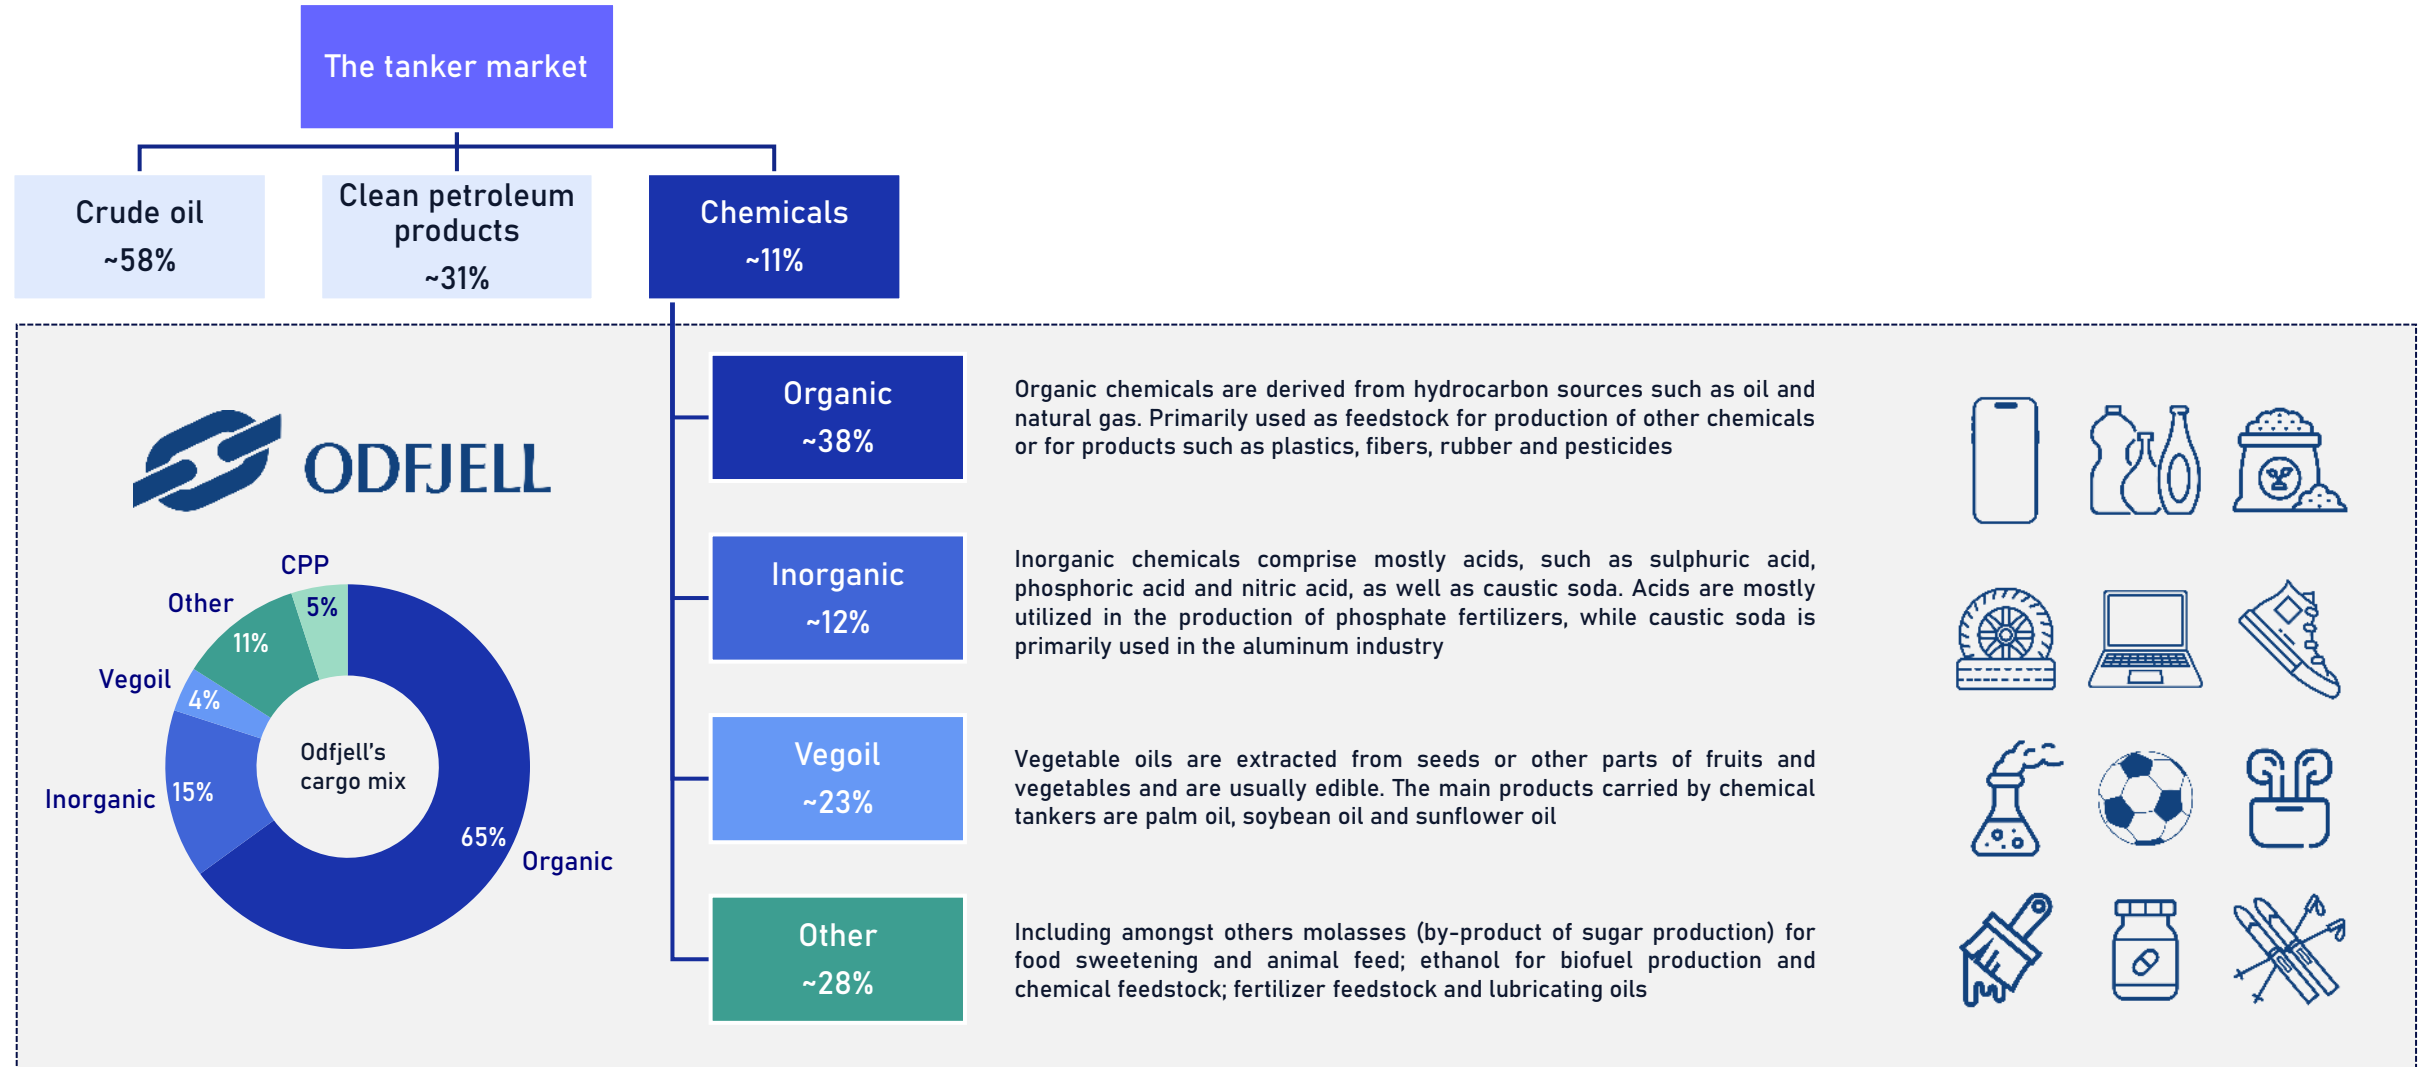 The tanker market
Crude oil
~58%
Clean petroleum
products
~31%
Chemicals
~11%
ODFJELL
CPP
5%
Other
11%
Vegoil
4%
Inorganic
15%
Odfjell's
cargo mix
65%
Organic
Organic
~38%
Organic chemicals are derived from hydrocarbon sources such as oil and
natural gas. Primarily used as feedstock for production of other chemicals
or for products such as plastics, fibers, rubber and pesticides
Inorganic
~12%
Inorganic chemicals comprise mostly acids, such as sulphuric acid,
phosphoric acid and nitric acid, as well as caustic soda. Acids are mostly
utilized in the production of phosphate fertilizers, while caustic soda is
primarily used in the aluminum industry
Vegoil
~23%
Vegetable oils are extracted from seeds or other parts of fruits and
vegetables and are usually edible. The main products carried by chemical
tankers are palm oil, soybean oil and sunflower oil
Other
~28%
Including amongst others molasses (by-product of sugar production) for
food sweetening and animal feed; ethanol for biofuel production and
chemical feedstock; fertilizer feedstock and lubricating oils